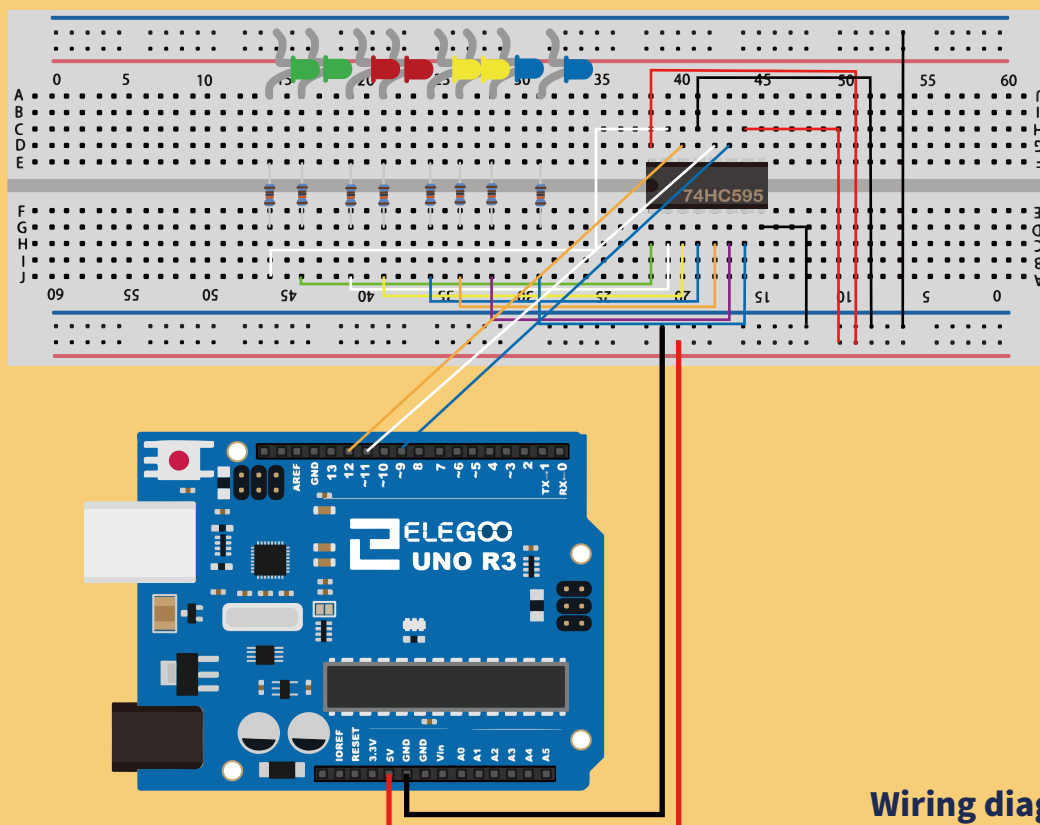 0 5 10 15 20 25 30 35 40 45 50 55 60
A
B
C
D
E
74HC595
F
G
H
I
J
60 55 50 45 40 35 30 25 20 15 10 5 0
AREF GND 13 12 ~11 ~10 ~9 8 7 ~6 ~5 4 ~3 2 TX→1 RX←0
ELEGOO
UNO R3
IOREF RESET 3.3V 5V GND GND Vin A0 A1 A2 A3 A4 A5
Wiring diag